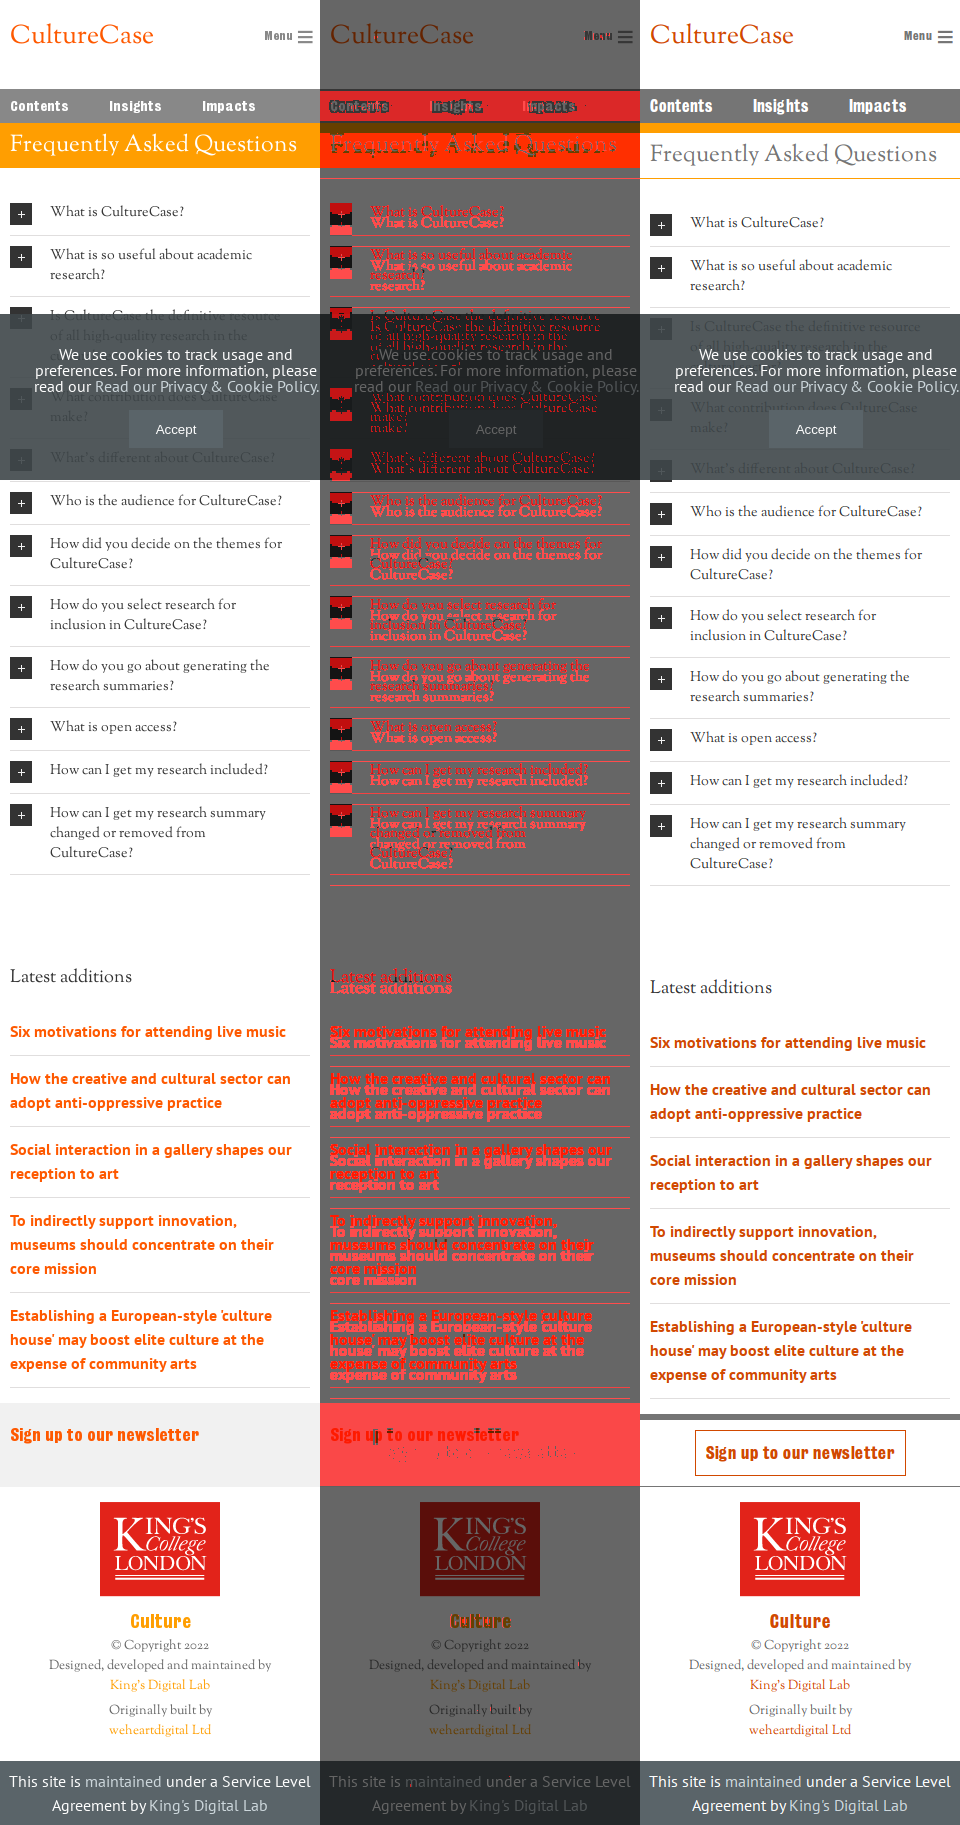 CultureCase
Menu
Contents Insights Impacts
Frequently Asked Questions
What is CultureCase?
What is so useful about academic
research?
Is CultureCase the definitive resource
of all high-quality research in the
We use cookies to track usage and
preferences. For more information, please
read our Read our Privacy & Cookie Policy.
What contribution does CultureCase
make?
Accept
What's different about CultureCase?
Who is the audience for CultureCase?
How did you decide on the themes for
CultureCase?
How do you select research for
inclusion in CultureCase?
How do you go about generating the
research summaries?
What is open access?
How can I get my research included?
How can I get my research summary
changed or removed from
CultureCase?
Latest additions
Six motivations for attending live music
How the creative and cultural sector can
adopt anti-oppressive practice
Social interaction in a gallery shapes our
reception to art
To indirectly support innovation,
museums should concentrate on their
core mission
Establishing a European-style 'culture
house' may boost elite culture at the
expense of community arts
Sign up to our newsletter
KING'S
College
LONDON
Culture
© Copyright 2022
Designed, developed and maintained by
King's Digital Lab
Originally built by
weheartdigital Ltd
This site is maintained under a Service Level
Agreement by King's Digital Lab
CultureCase
Menu
Contents Insights Impacts
Frequently Asked Questions
What is CultureCase?
What is so useful about academic
research?
Is CultureCase the definitive resource
of all high-quality research in the
We use cookies to track usage and
preferences. For more information, please
read our Read our Privacy & Cookie Policy.
What contribution does CultureCase
make?
Accept
What's different about CultureCase?
Who is the audience for CultureCase?
How did you decide on the themes for
CultureCase?
How do you select research for
inclusion in CultureCase?
How do you go about generating the
research summaries?
What is open access?
How can I get my research included?
How can I get my research summary
changed or removed from
CultureCase?
Latest additions
Six motivations for attending live music
How the creative and cultural sector can
adopt anti-oppressive practice
Social interaction in a gallery shapes our
reception to art
To indirectly support innovation,
museums should concentrate on their
core mission
Establishing a European-style 'culture
house' may boost elite culture at the
expense of community arts
Sign up to our newsletter
KING'S
College
LONDON
Culture
© Copyright 2022
Designed, developed and maintained by
King's Digital Lab
Originally built by
weheartdigital Ltd
This site is maintained under a Service Level
Agreement by King's Digital Lab
CultureCase
Menu
Contents Insights Impacts
Frequently Asked Questions
What is CultureCase?
What is so useful about academic
research?
Is CultureCase the definitive resource
of all high-quality research in the
We use cookies to track usage and
preferences. For more information, please
read our Read our Privacy & Cookie Policy.
What contribution does CultureCase
make?
Accept
What's different about CultureCase?
Who is the audience for CultureCase?
How did you decide on the themes for
CultureCase?
How do you select research for
inclusion in CultureCase?
How do you go about generating the
research summaries?
What is open access?
How can I get my research included?
How can I get my research summary
changed or removed from
CultureCase?
Latest additions
Six motivations for attending live music
How the creative and cultural sector can
adopt anti-oppressive practice
Social interaction in a gallery shapes our
reception to art
To indirectly support innovation,
museums should concentrate on their
core mission
Establishing a European-style 'culture
house' may boost elite culture at the
expense of community arts
Sign up to our newsletter
KING'S
College
LONDON
Culture
© Copyright 2022
Designed, developed and maintained by
King's Digital Lab
Originally built by
weheartdigital Ltd
This site is maintained under a Service Level
Agreement by King's Digital Lab